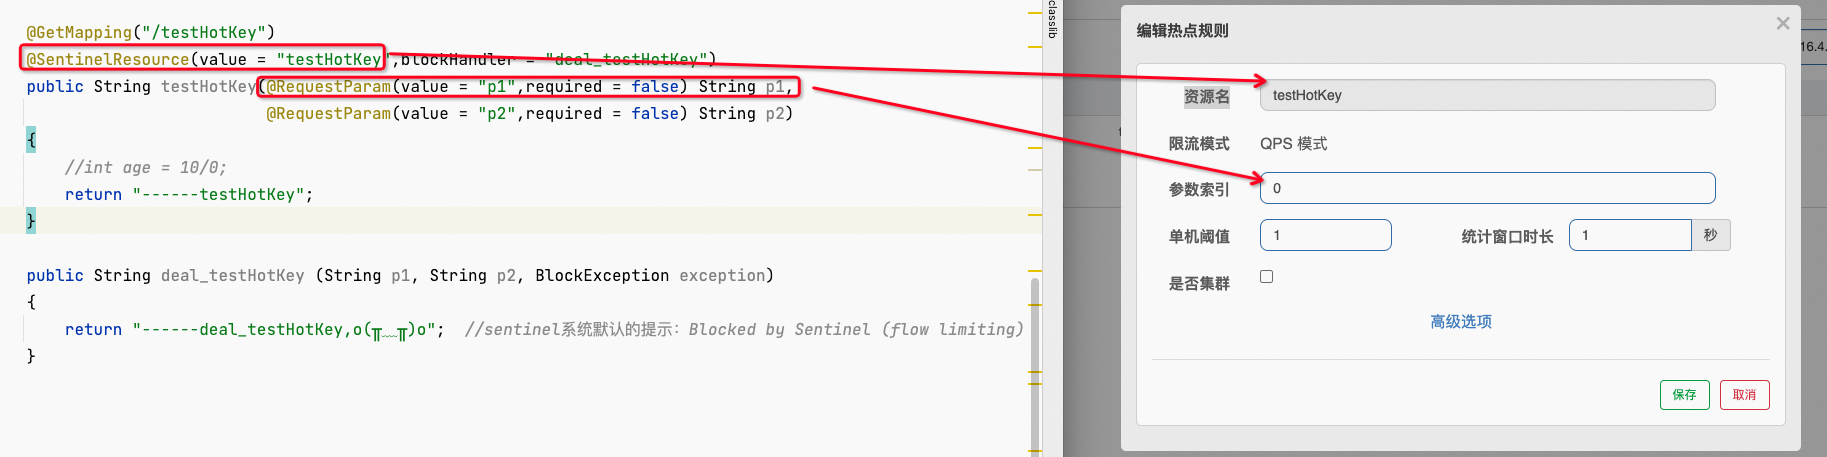 @GetMapping("/testHotKey")
@SentinelResource(value = "testHotKey",blockHandler = "deal_testHotKey")
public String testHotKey(@RequestParam(value = "p1",required = false) String p1,
@RequestParam(value = "p2",required = false) String p2)
{
//int age = 10/0;
return "------testHotKey";
}
public String deal_testHotKey (String p1, String p2, BlockException exception)
{
return "------deal_testHotKey,o(╥﹏╥)o"; //sentinel系统默认的提示：Blocked by Sentinel (flow limiting)
}
classlib
编辑热点规则
×
16.4.
资源名 testHotKey
限流模式 QPS 模式
参数索引 0
单机阈值 1 统计窗口时长 1 秒
是否集群
高级选项
保存 取消